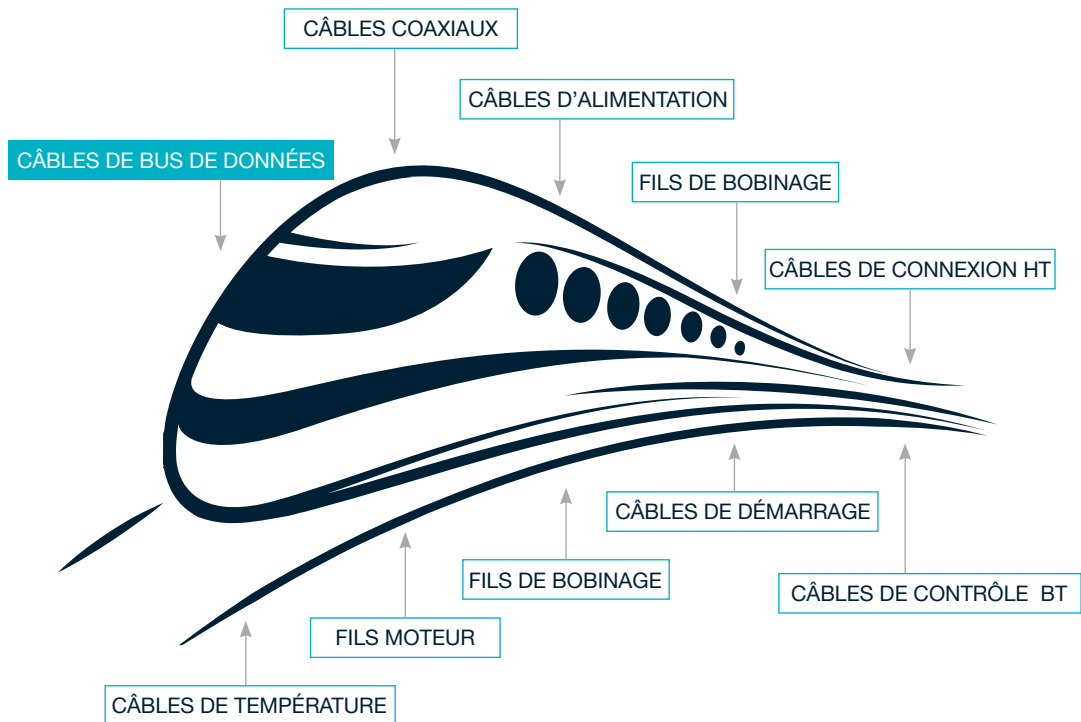 CÂBLES COAXIAUX
CÂBLES D'ALIMENTATION
CÂBLES DE BUS DE DONNÉES
FILS DE BOBINAGE
CÂBLES DE CONNEXION HT
CÂBLES DE DÉMARRAGE
FILS DE BOBINAGE
CÂBLES DE CONTRÔLE BT
FILS MOTEUR
CÂBLES DE TEMPÉRATURE